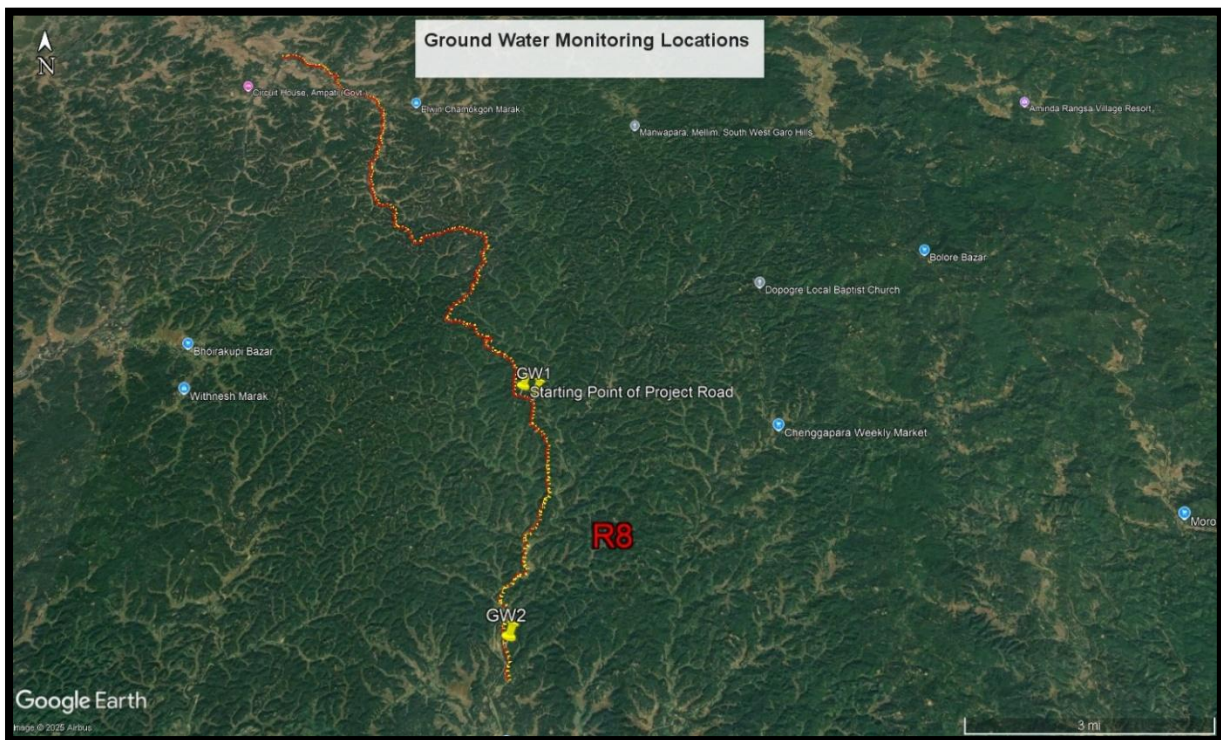 Ground Water Monitoring Locations
N
Circuit House, Ampati (Govt.)
Elwin Chamokgon Marak
Aminda Rangsa Village Resort,
Manwapara, Mellim, South West Garo Hills
Bolore Bazar
Dopogre Local Baptist Church
Bhoirakupi Bazar
GW1
Withnesh Marak
Starting Point of Project Road
Chenggapara Weekly Market
Moro
R8
GW2
Google Earth
Image © 2025 Airbus
3 mi